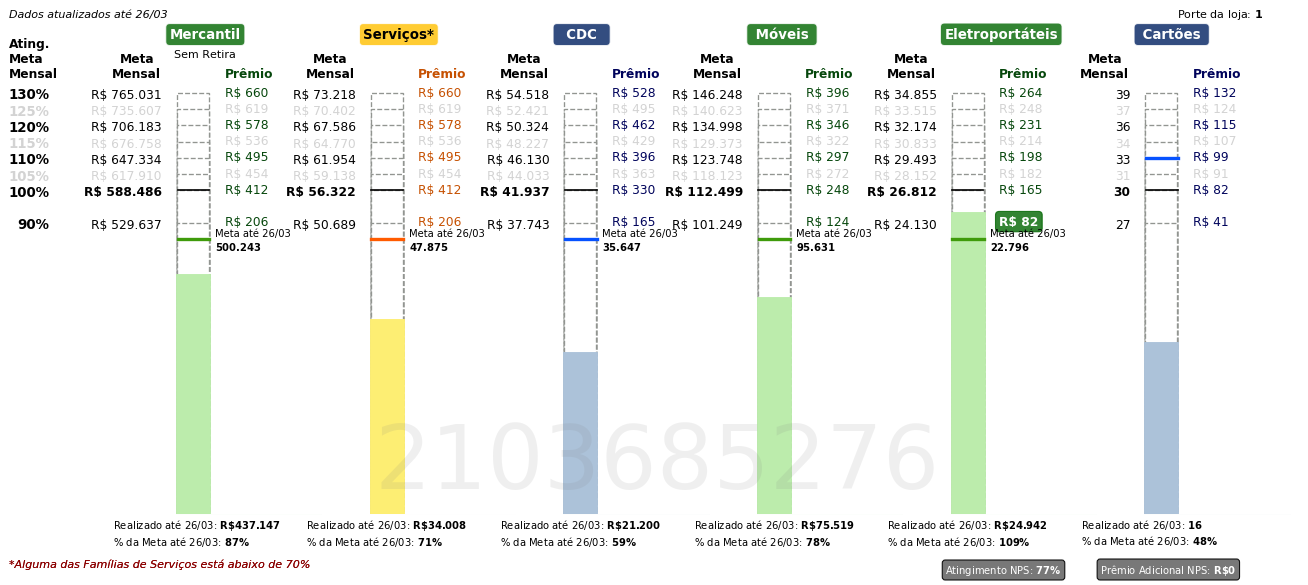 Dados atualizados até 26/03 Porte da loja: 1
Mercantil Serviços* CDC Móveis Eletroportáteis Cartões
Ating. Meta Mensal Meta Mensal Sem Retira Prêmio Meta Mensal Prêmio Meta Mensal Prêmio Meta Mensal Prêmio Meta Mensal Prêmio Meta Mensal Prêmio
130% R$ 765.031 R$ 660 R$ 73.218 R$ 660 R$ 54.518 R$ 528 R$ 146.248 R$ 396 R$ 34.855 R$ 264 39 R$ 132
125% R$ 735.607 R$ 619 R$ 70.402 R$ 619 R$ 52.421 R$ 495 R$ 140.623 R$ 371 R$ 33.515 R$ 248 37 R$ 124
120% R$ 706.183 R$ 578 R$ 67.586 R$ 578 R$ 50.324 R$ 462 R$ 134.998 R$ 346 R$ 32.174 R$ 231 36 R$ 115
115% R$ 676.758 R$ 536 R$ 64.770 R$ 536 R$ 48.227 R$ 429 R$ 129.373 R$ 322 R$ 30.833 R$ 214 34 R$ 107
110% R$ 647.334 R$ 495 R$ 61.954 R$ 495 R$ 46.130 R$ 396 R$ 123.748 R$ 297 R$ 29.493 R$ 198 33 R$ 99
105% R$ 617.910 R$ 454 R$ 59.138 R$ 454 R$ 44.033 R$ 363 R$ 118.123 R$ 272 R$ 28.152 R$ 182 31 R$ 91
100% R$ 588.486 R$ 412 R$ 56.322 R$ 412 R$ 41.937 R$ 330 R$ 112.499 R$ 248 R$ 26.812 R$ 165 30 R$ 82
90% R$ 529.637 R$ 206 R$ 50.689 R$ 206 R$ 37.743 R$ 165 R$ 101.249 R$ 124 R$ 24.130 R$ 82 27 R$ 41
Meta até 26/03 Meta até 26/03 Meta até 26/03 Meta até 26/03 Meta até 26/03
500.243 47.875 35.647 95.631 22.796
2103685276
Realizado até 26/03: R$437.147 Realizado até 26/03: R$34.008 Realizado até 26/03: R$21.200 Realizado até 26/03: R$75.519 Realizado até 26/03: R$24.942 Realizado até 26/03: 16
% da Meta até 26/03: 87% % da Meta até 26/03: 71% % da Meta até 26/03: 59% % da Meta até 26/03: 78% % da Meta até 26/03: 109% % da Meta até 26/03: 48%
*Alguma das Famílias de Serviços está abaixo de 70% Atingimento NPS: 77% Prêmio Adicional NPS: R$0